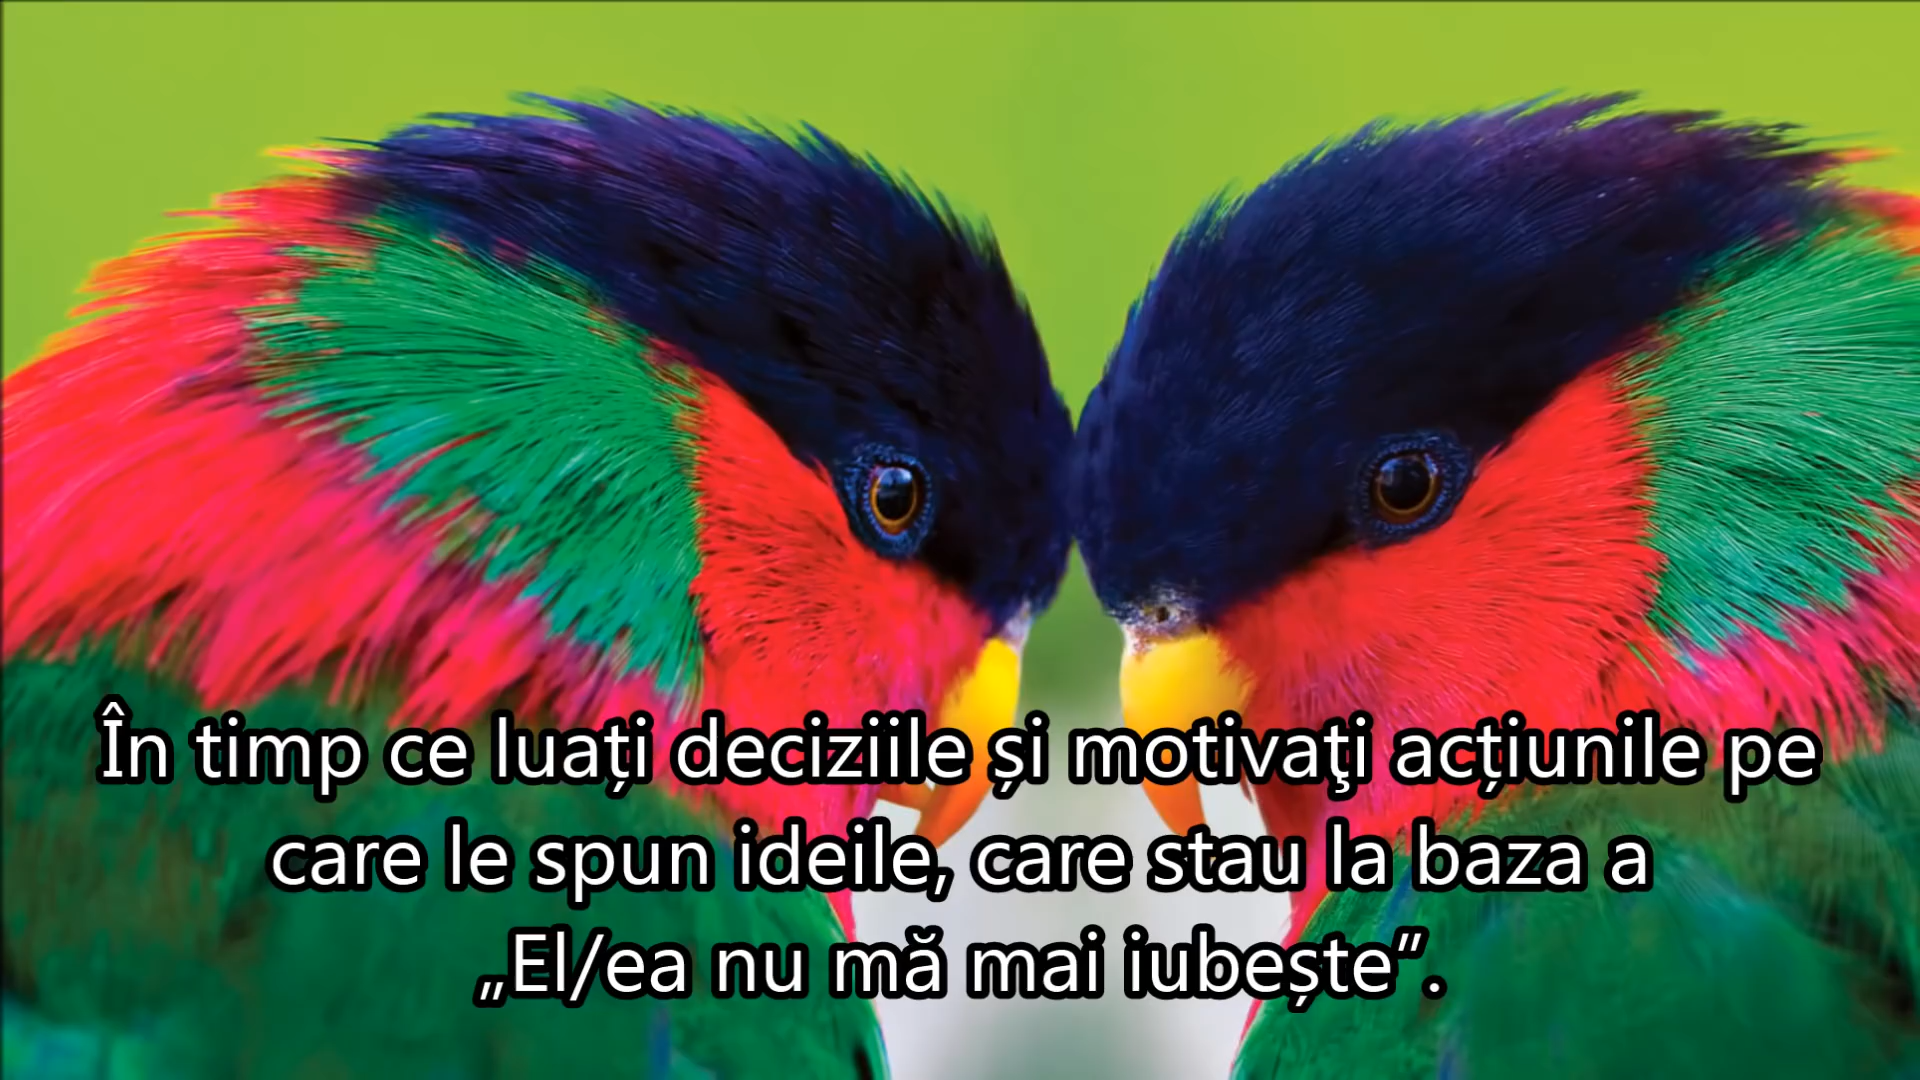 În timp ce luați deciziile și motivaţi acțiunile pe
care le spun ideile, care stau la baza a
„El/ea nu mă mai iubește”.